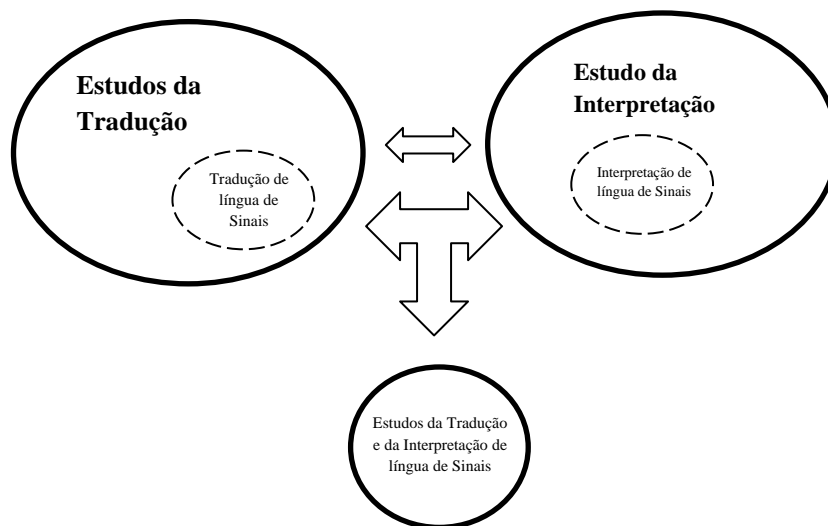 Estudos da
Tradução
Tradução de
língua de
Sinais
Estudo da
Interpretação
Interpretação de
língua de Sinais
Estudos da Tradução
e da Interpretação de
língua de Sinais